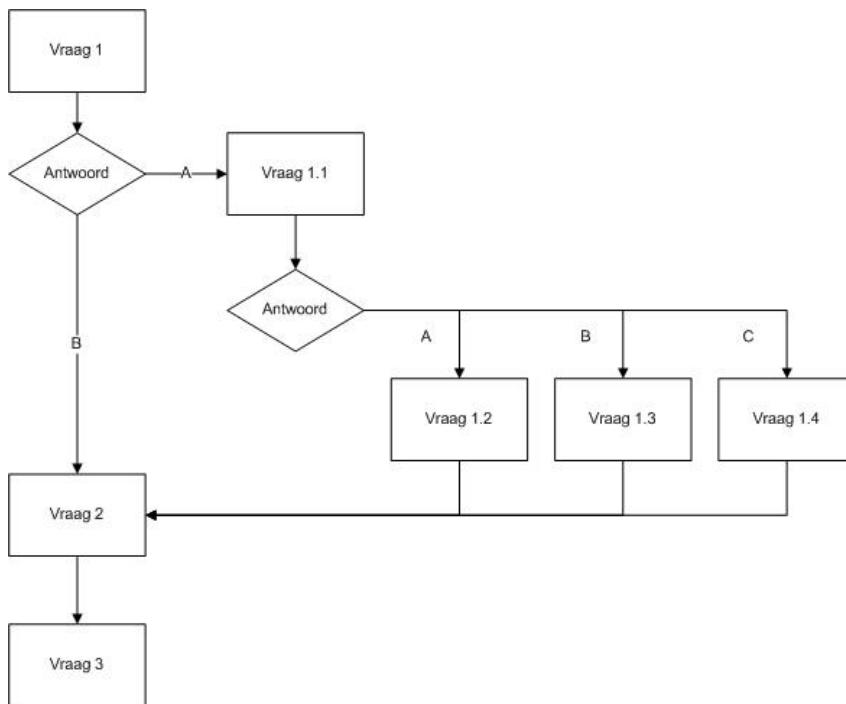 Vraag 1
Antwoord
A
Vraag 1.1
Antwoord
A
B
C
B
Vraag 1.2
Vraag 1.3
Vraag 1.4
Vraag 2
Vraag 3